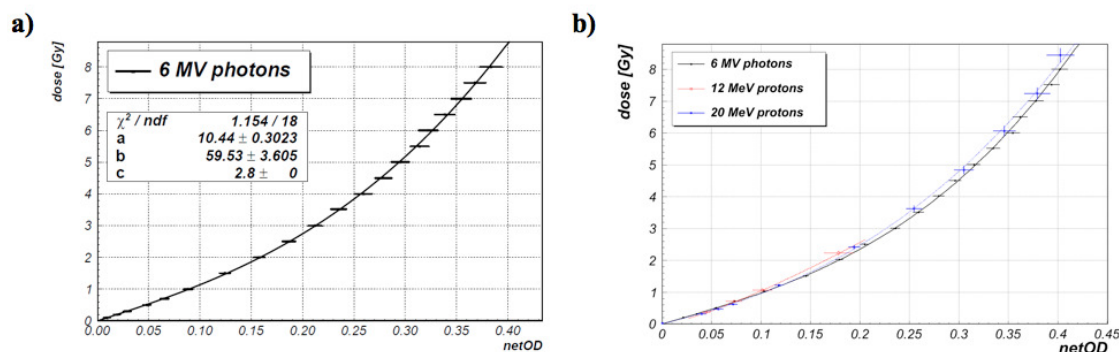 a)
dose [Gy]
6 MV photons
χ² / ndf 1.154 / 18
a 10.44 ± 0.3023
b 59.53 ± 3.605
c 2.8 ± 0
8
7
6
5
4
3
2
1
0
0.00 0.05 0.10 0.15 0.20 0.25 0.30 0.35 0.40
netOD
b)
dose [Gy]
6 MV photons
12 MeV protons
20 MeV protons
8
7
6
5
4
3
2
1
0
0 0.05 0.1 0.15 0.2 0.25 0.3 0.35 0.4 0.45
netOD